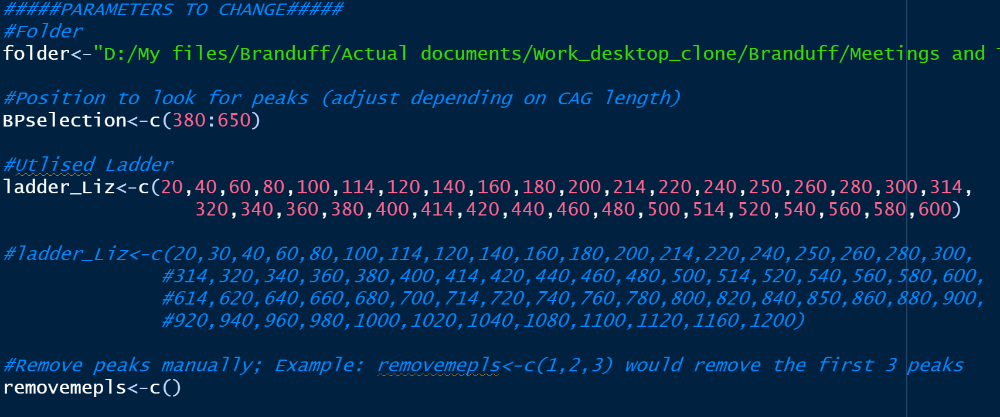 #####PARAMETERS TO CHANGE#####
#Folder
folder<-"D:/My files/Branduff/Actual documents/Work_desktop_clone/Branduff/Meetings and
#Position to look for peaks (adjust depending on CAG length)
BPselection<-c(380:650)
#Utlised Ladder
ladder_Liz<-c(20,40,60,80,100,114,120,140,160,180,200,214,220,240,250,260,280,300,314,
320,340,360,380,400,414,420,440,460,480,500,514,520,540,560,580,600)
#ladder_Liz<-c(20,30,40,60,80,100,114,120,140,160,180,200,214,220,240,250,260,280,300,
#314,320,340,360,380,400,414,420,440,460,480,500,514,520,540,560,580,600,
#614,620,640,660,680,700,714,720,740,760,780,800,820,840,850,860,880,900,
#920,940,960,980,1000,1020,1040,1080,1100,1120,1160,1200)
#Remove peaks manually; Example: removemepls<-c(1,2,3) would remove the first 3 peaks
removemepls<-c()